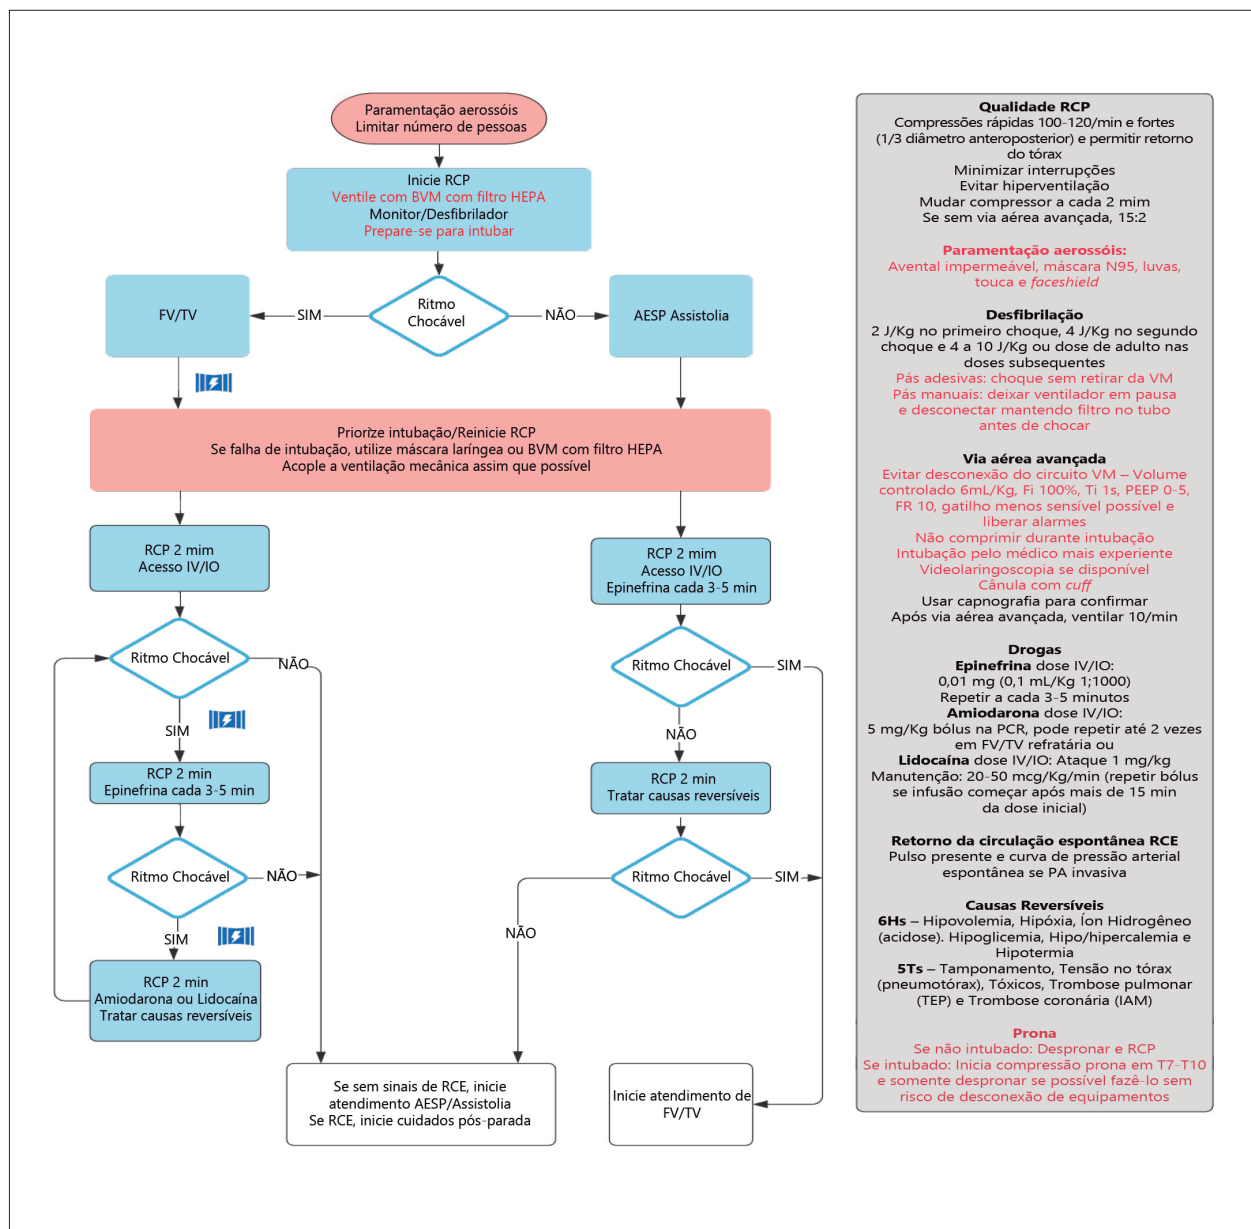 Paramentação aerossóis
Limitar número de pessoas
Inicie RCP
Ventile com BVM com filtro HEPA
Monitor/Desfibrilador
Prepare-se para intubar
Ritmo
Chocável
SIM
NÃO
FV/TV
AESP Assistolia
Priorize intubação/Reinicie RCP
Se falha de intubação, utilize máscara laríngea ou BVM com filtro HEPA
Acople a ventilação mecânica assim que possível
RCP 2 mim
Acesso IV/IO
Ritmo Chocável
NÃO
SIM
RCP 2 min
Epinefrina cada 3-5 min
Ritmo Chocável
NÃO
SIM
RCP 2 min
Amiodarona ou Lidocaína
Tratar causas reversíveis
RCP 2 mim
Acesso IV/IO
Epinefrina cada 3-5 min
Ritmo Chocável
SIM
NÃO
RCP 2 min
Tratar causas reversíveis
Ritmo Chocável
SIM
NÃO
Se sem sinais de RCE, inicie
atendimento AESP/Assistolia
Se RCE, inicie cuidados pós-parada
Inicie atendimento de
FV/TV
Qualidade RCP
Compressões rápidas 100-120/min e fortes
(1/3 diâmetro anteroposterior) e permitir retorno
do tórax
Minimizar interrupções
Evitar hiperventilação
Mudar compressor a cada 2 mim
Se sem via aérea avançada, 15:2
Paramentação aerossóis:
Avental impermeável, máscara N95, luvas,
touca e faceshield
Desfibrilação
2 J/Kg no primeiro choque, 4 J/Kg no segundo
choque e 4 a 10 J/Kg ou dose de adulto nas
doses subsequentes
Pás adesivas: choque sem retirar da VM
Pás manuais: deixar ventilador em pausa
e desconectar mantendo filtro no tubo
antes de chocar
Via aérea avançada
Evitar desconexão do circuito VM – Volume
controlado 6mL/Kg, Fi 100%, Ti 1s, PEEP 0-5,
FR 10, gatilho menos sensível possível e
liberar alarmes
Não comprimir durante intubação
Intubação pelo médico mais experiente
Videolaringoscopia se disponível
Cânula com cuff
Usar capnografia para confirmar
Após via aérea avançada, ventilar 10/min
Drogas
Epinefrina dose IV/IO:
0,01 mg (0,1 mL/Kg 1;1000)
Repetir a cada 3-5 minutos
Amiodarona dose IV/IO:
5 mg/Kg bólus na PCR, pode repetir até 2 vezes
em FV/TV refratária ou
Lidocaína dose IV/IO: Ataque 1 mg/kg
Manutenção: 20-50 mcg/Kg/min (repetir bólus
se infusão começar após mais de 15 min
da dose inicial)
Retorno da circulação espontânea RCE
Pulso presente e curva de pressão arterial
espontânea se PA invasiva
Causas Reversíveis
6Hs – Hipovolemia, Hipóxia, Íon Hidrogêneo
(acidose). Hipoglicemia, Hipo/hipercalemia e
Hipotermia
5Ts – Tamponamento, Tensão no tórax
(pneumotórax), Tóxicos, Trombose pulmonar
(TEP) e Trombose coronária (IAM)
Prona
Se não intubado: Despronar e RCP
Se intubado: Inicia compressão prona em T7-T10
e somente despronar se possível fazê-lo sem
risco de desconexão de equipamentos